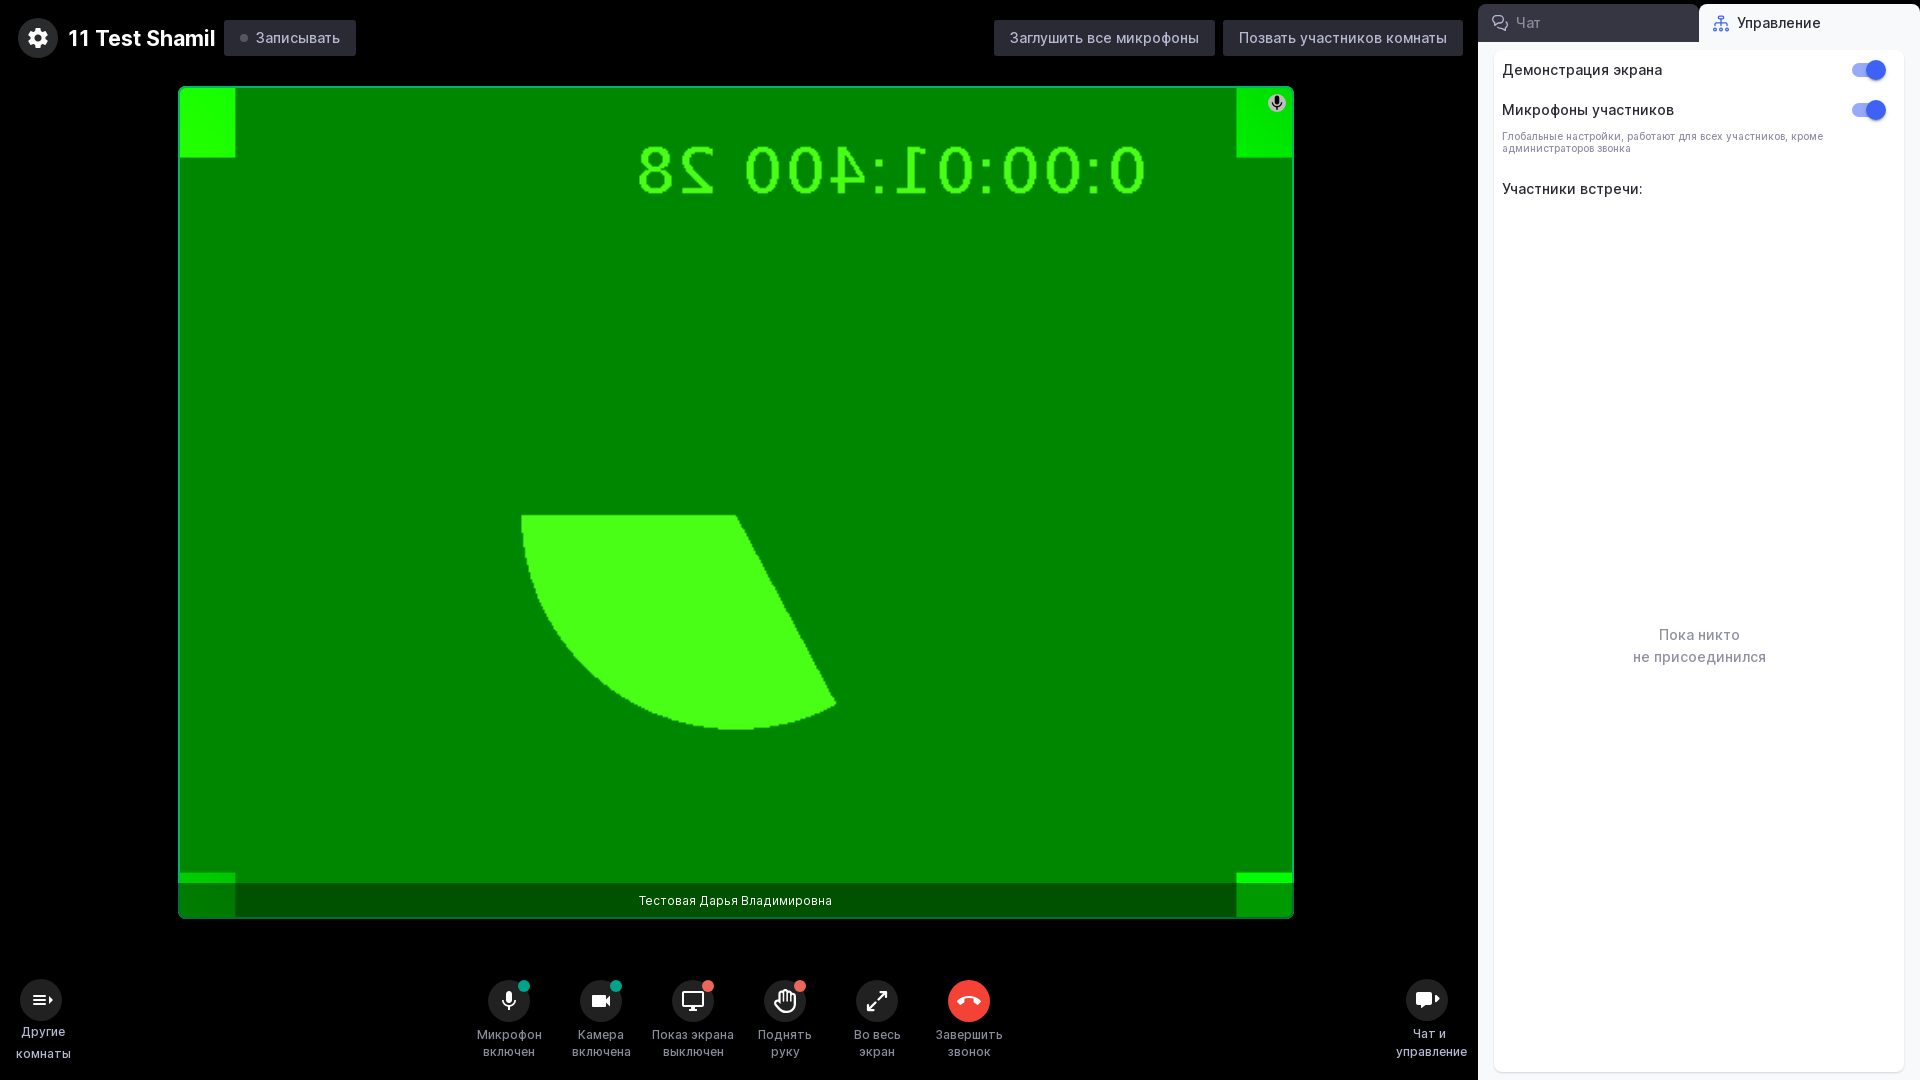 11 Test Shamil
Записывать
Заглушить все микрофоны
Позвать участников комнаты
Чат
Управление
Демонстрация экрана
Микрофоны участников
Глобальные настройки, работают для всех участников, кроме
администраторов звонка
Участники встречи:
Пока никто
не присоединился
0:00:01:400 28
Тестовая Дарья Владимировна
Другие
комнаты
Микрофон
включен
Камера
включена
Показ экрана
выключен
Поднять
руку
Во весь
экран
Завершить
звонок
Чат и
управление